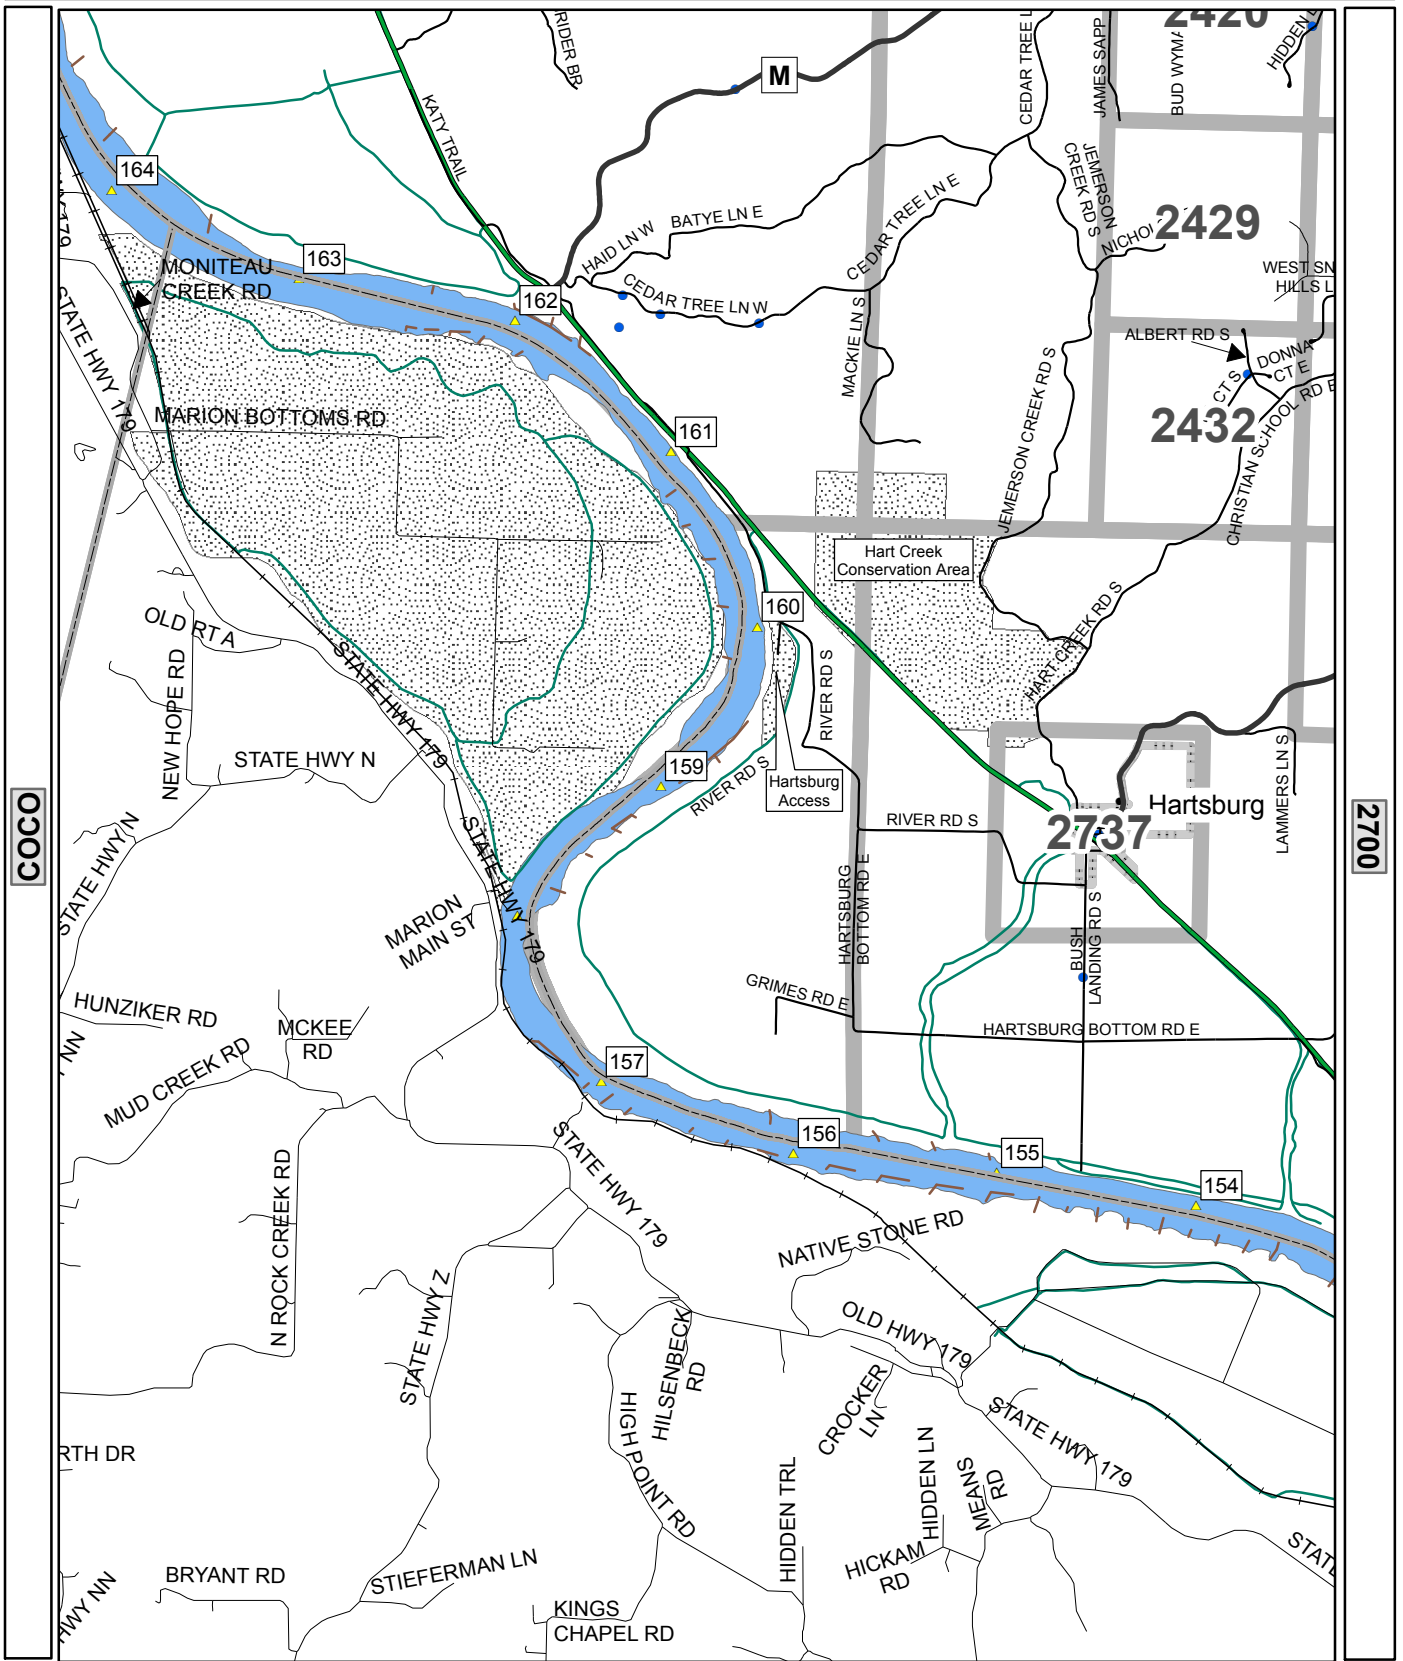 2420
RIDER BR
M
CEDAR TREE L
JAMES SAPP
BUD WYMA
HIDDEN L
KATY TRAIL
164
JEMERSON
CREEK RD S
BATYE LN E
CEDAR TREE LN E
HAID LN W
NICHOL
2429
179
163
MONITEAU
CREEK RD
WEST SN
HILLS L
162
CEDAR TREE LN W
STATE HWY 179
MACKIE LN S
JEMERSON CREEK RD S
ALBERT RD S
DONNA
CT E
CT S
MARION BOTTOMS RD
161
2432
CHRISTIAN SCHOOL RD E
Hart Creek
Conservation Area
160
OLD RT A
NEW HOPE RD
STATE HWY 179
RIVER RD S
HART CREEK RD S
STATE HWY N
159
RIVER RD S
Hartsburg
Access
LAMMERS LN S
Hartsburg
2737
RIVER RD S
COCO
2700
STATE HWY N
STATE HWY 179
MARION
MAIN ST
HARTSBURG
BOTTOM RD E
BUSH
LANDING RD S
GRIMES RD E
HARTSBURG BOTTOM RD E
HUNZIKER RD
MCKEE
RD
NN
MUD CREEK RD
157
156
155
154
STATE HWY 179
N ROCK CREEK RD
NATIVE STONE RD
STATE HWY Z
OLD HWY 179
HILSENBECK
RD
CROCKER
LN
HIGH POINT RD
STATE HWY 179
RTH DR
HIDDEN TRL
HIDDEN LN
MEANS
RD
HICKAM
RD
STATE
BRYANT RD
STIEFERMAN LN
HWY NN
KINGS
CHAPEL RD